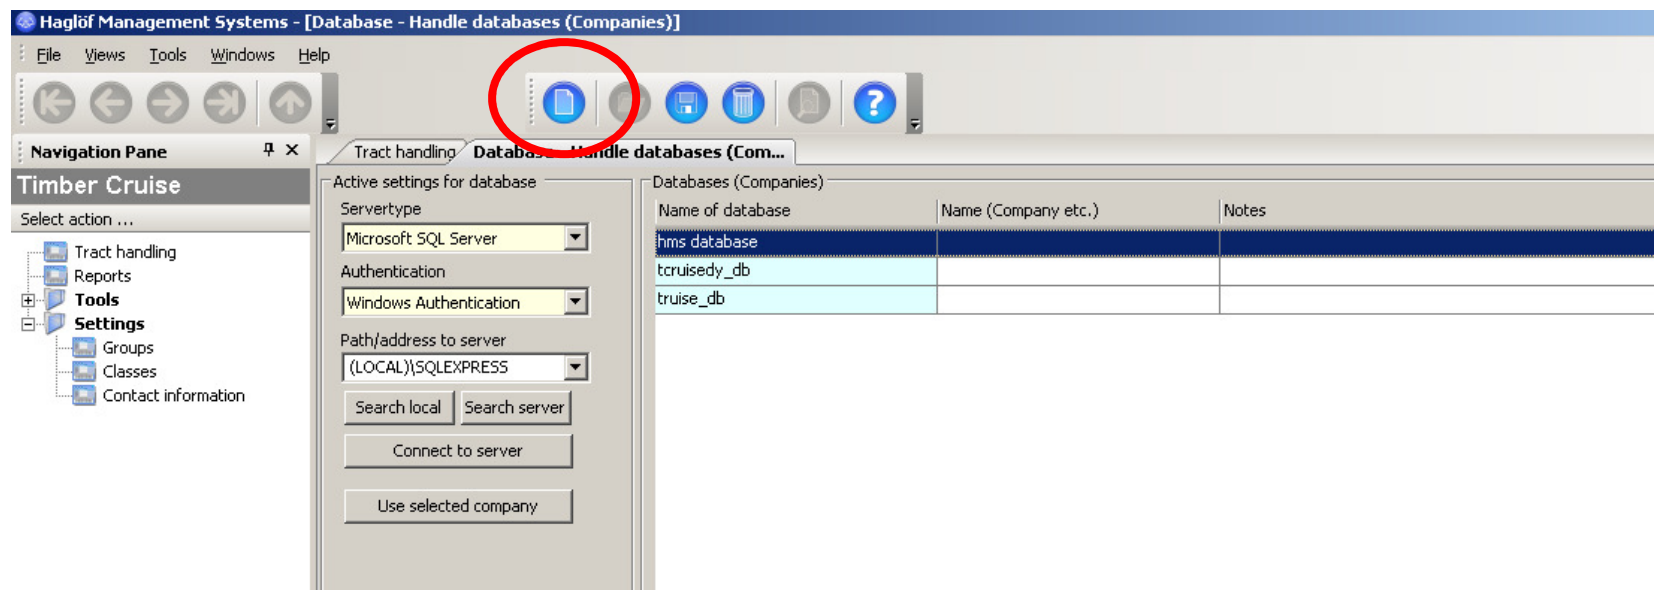 Haglöf Management Systems - [Database - Handle databases (Companies)]
File Views Tools Windows Help
Navigation Pane
Timber Cruise
Select action ...
Tract handling
Reports
Tools
Settings
Groups
Classes
Contact information
Tract handling Database - Handle databases (Com...
Active settings for database
Servertype
Microsoft SQL Server
Authentication
Windows Authentication
Path/address to server
(LOCAL)\SQLEXPRESS
Search local Search server
Connect to server
Use selected company
Databases (Companies)
Name of database Name (Company etc.) Notes
hms database
tcruisedy_db
truise_db